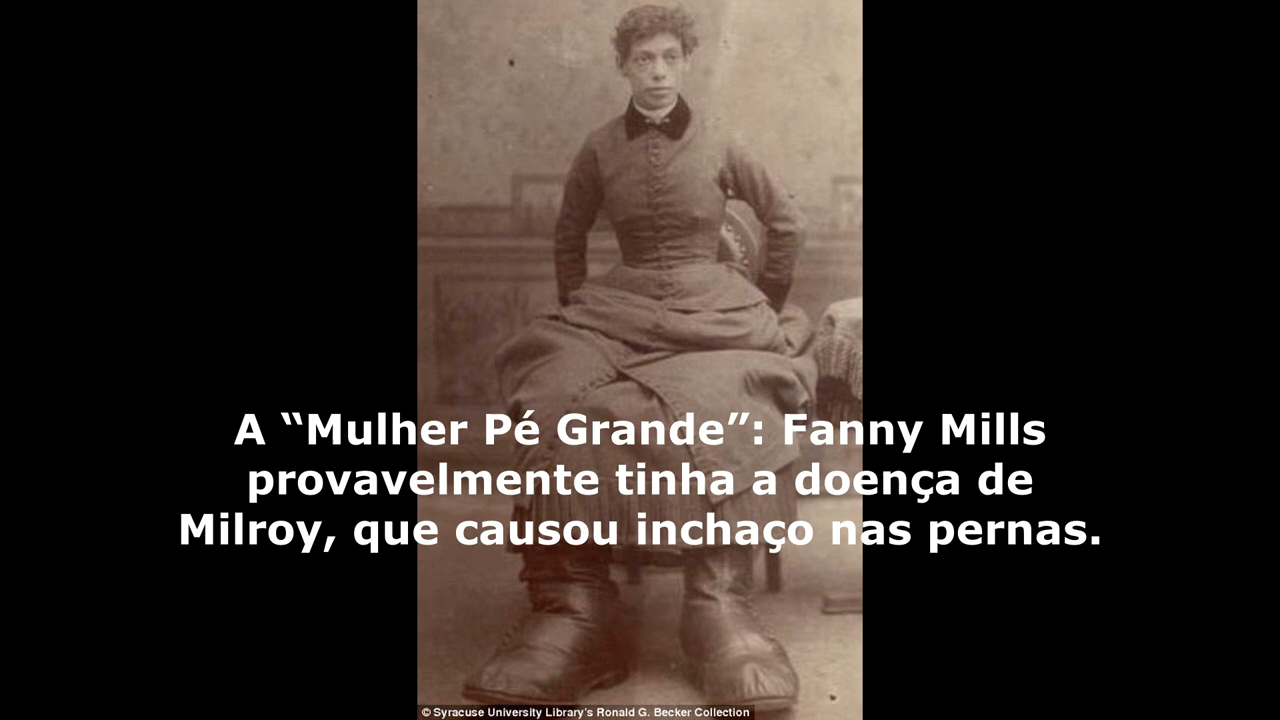 A “Mulher Pé Grande”: Fanny Mills
provavelmente tinha a doença de
Milroy, que causou inchaço nas pernas.
© Syracuse University Library's Ronald G. Becker Collection